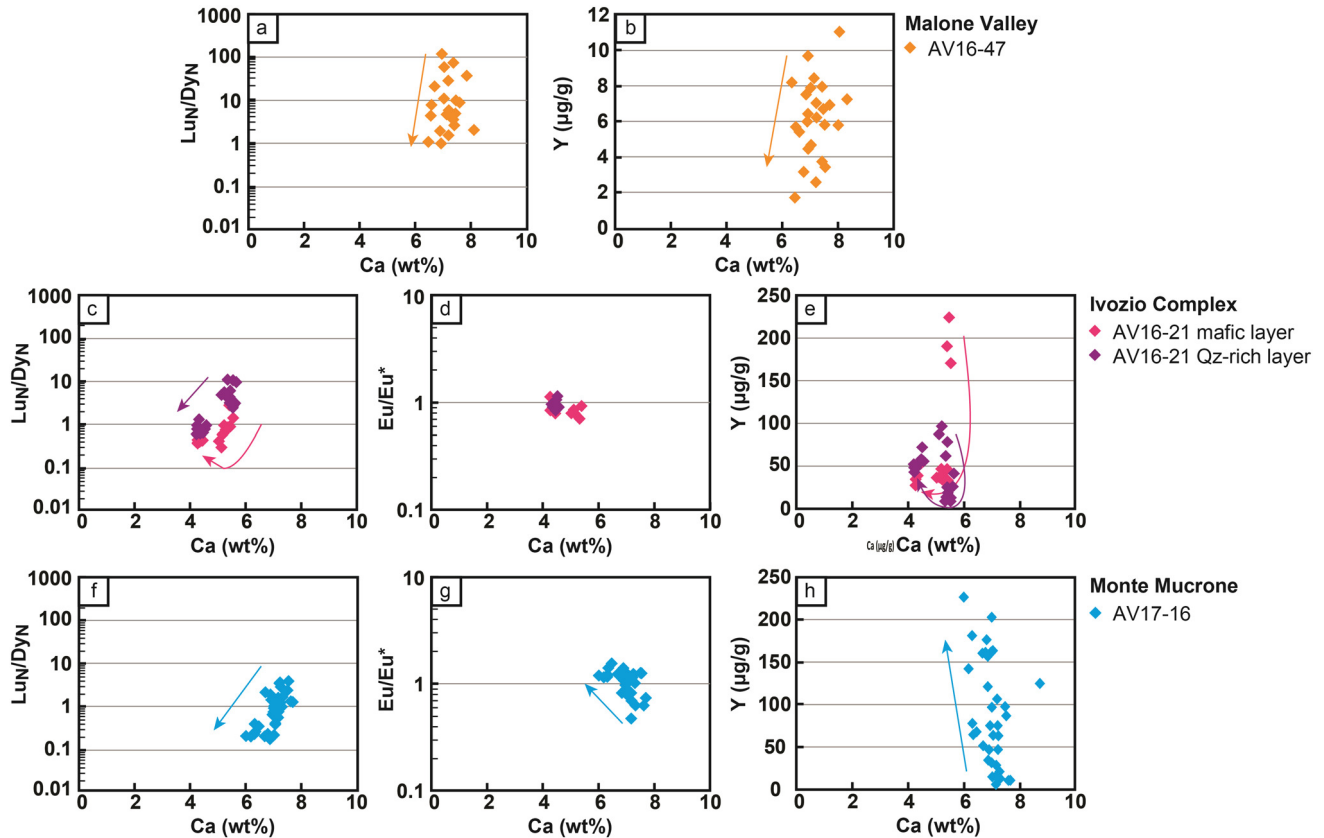 a
LuN/DyN
1000
100
10
1
0.1
0.01
0 2 4 6 8 10
Ca (wt%)
b
Y (µg/g)
12
10
8
6
4
2
0
0 2 4 6 8 10
Ca (wt%)
Malone Valley
AV16-47
c
LuN/DyN
1000
100
10
1
0.1
0.01
0 2 4 6 8 10
Ca (wt%)
d
Eu/Eu*
10
1
0.1
0 2 4 6 8 10
Ca (wt%)
e
Y (µg/g)
250
200
150
100
50
0
0 2 4 6 8 10
Ca (µg/g) Ca (wt%)
Ivozio Complex
AV16-21 mafic layer
AV16-21 Qz-rich layer
f
LuN/DyN
1000
100
10
1
0.1
0.01
0 2 4 6 8 10
Ca (wt%)
g
Eu/Eu*
10
1
0.1
0 2 4 6 8 10
Ca (wt%)
h
Y (µg/g)
250
200
150
100
50
0
0 2 4 6 8 10
Ca (wt%)
Monte Mucrone
AV17-16